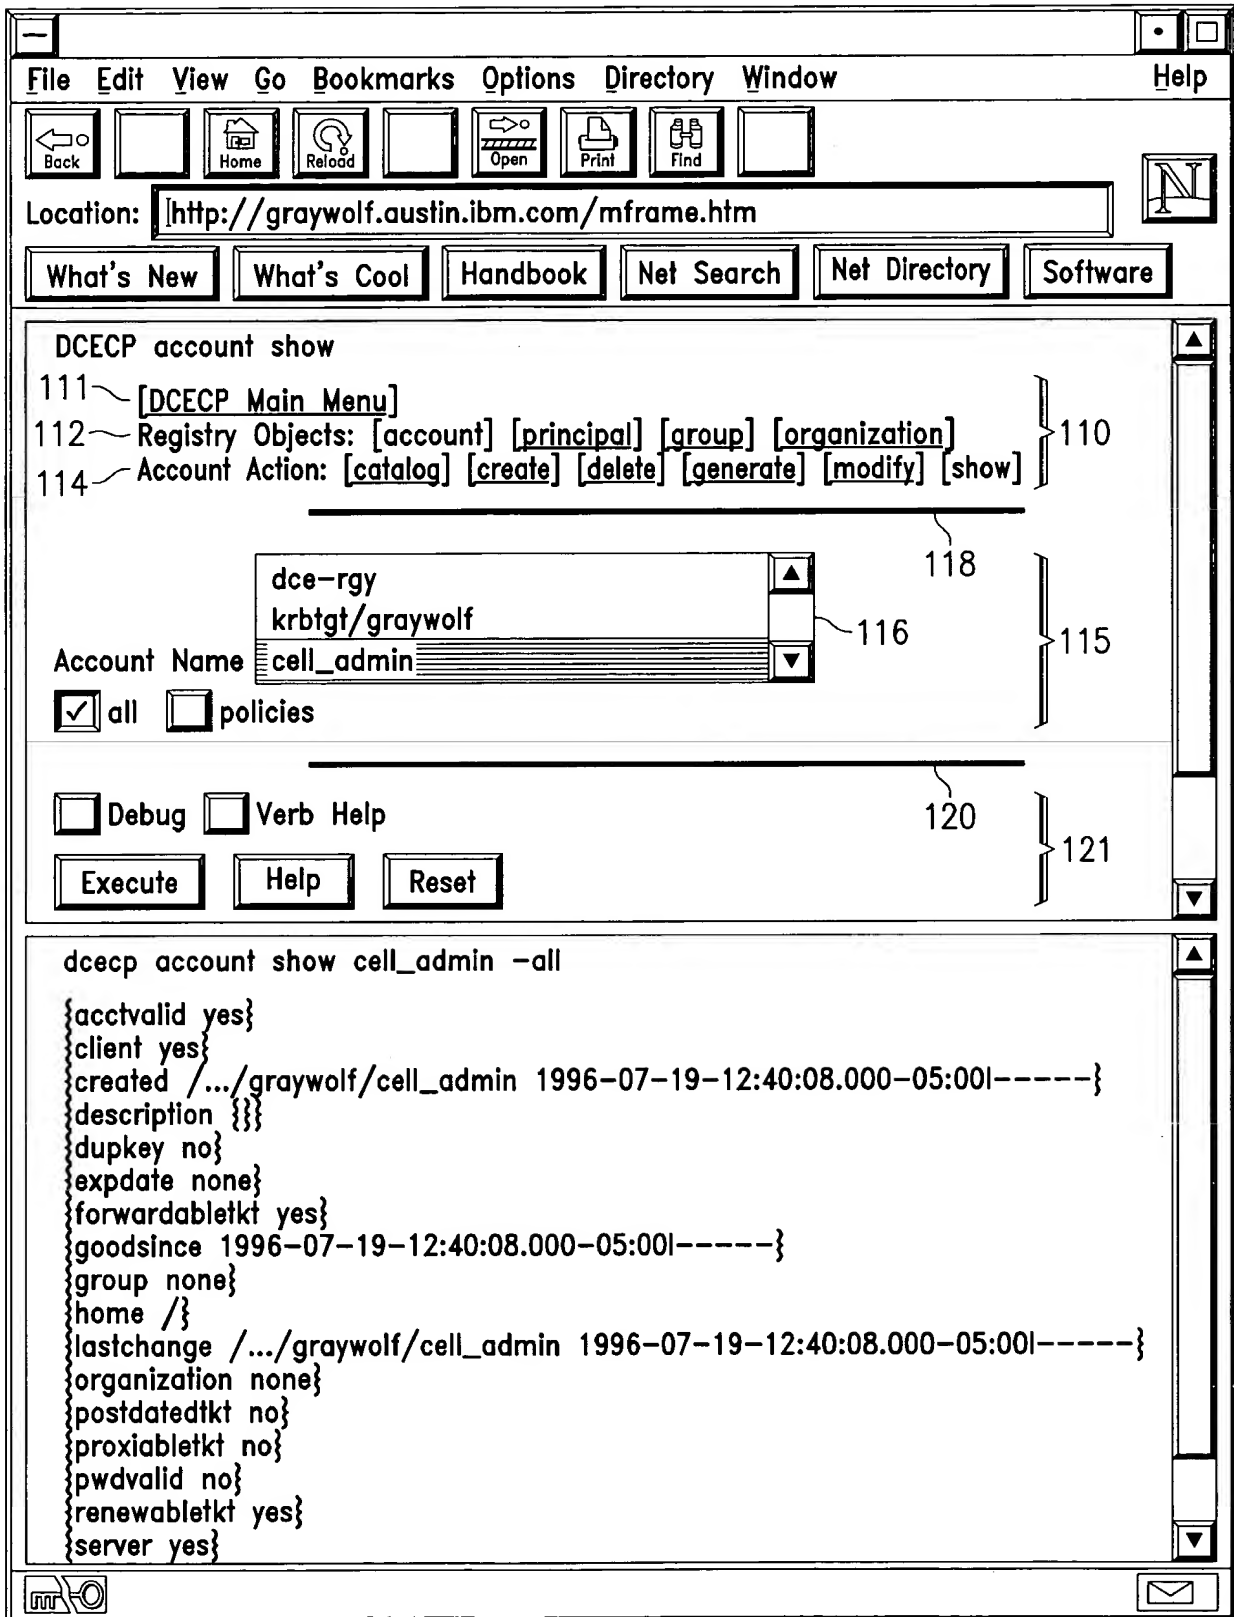 File Edit View Go Bookmarks Options Directory Window Help
Back Home Reload Open Print Find
N
Location: http://graywolf.austin.ibm.com/mframe.htm
What's New What's Cool Handbook Net Search Net Directory Software
DCECP account show
111 [DCECP Main Menu]
112 Registry Objects: [account] [principal] [group] [organization] 110
114 Account Action: [catalog] [create] [delete] [generate] [modify] [show]
118
dce-rgy
krbtgt/graywolf 116
Account Name cell_admin 115
all policies
120
Debug Verb Help
121
Execute Help Reset
dcecp account show cell_admin -all
{acctvalid yes}
{client yes}
{created /.../graywolf/cell_admin 1996-07-19-12:40:08.000-05:00I------}
{description {}}
{dupkey no}
{expdate none}
{forwardabletkt yes}
{goodsince 1996-07-19-12:40:08.000-05:00I-----}
{group none}
{home /}
{lastchange /.../graywolf/cell_admin 1996-07-19-12:40:08.000-05:00I-----}
{organization none}
{postdatedtkt no}
{proxiabletkt no}
{pwdvalid no}
{renewabletkt yes}
{server yes}